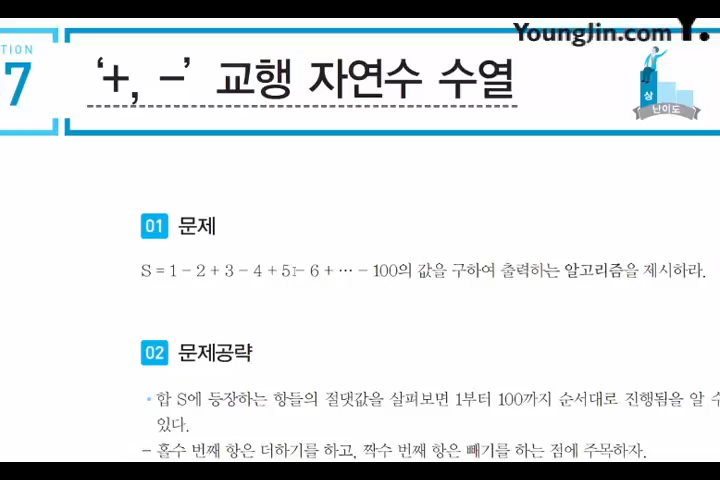 YoungJin.com Y.
TION
7 '+, −' 교행 자연수 수열
상
난이도
01 문제
S = 1 − 2 + 3 − 4 + 5 − 6 + ⋯ − 100의 값을 구하여 출력하는 알고리즘을 제시하라.
02 문제공략
• 합 S에 등장하는 항들의 절댓값을 살펴보면 1부터 100까지 순서대로 진행됨을 알 수
있다.
− 홀수 번째 항은 더하기를 하고, 짝수 번째 항은 빼기를 하는 점에 주목하자.